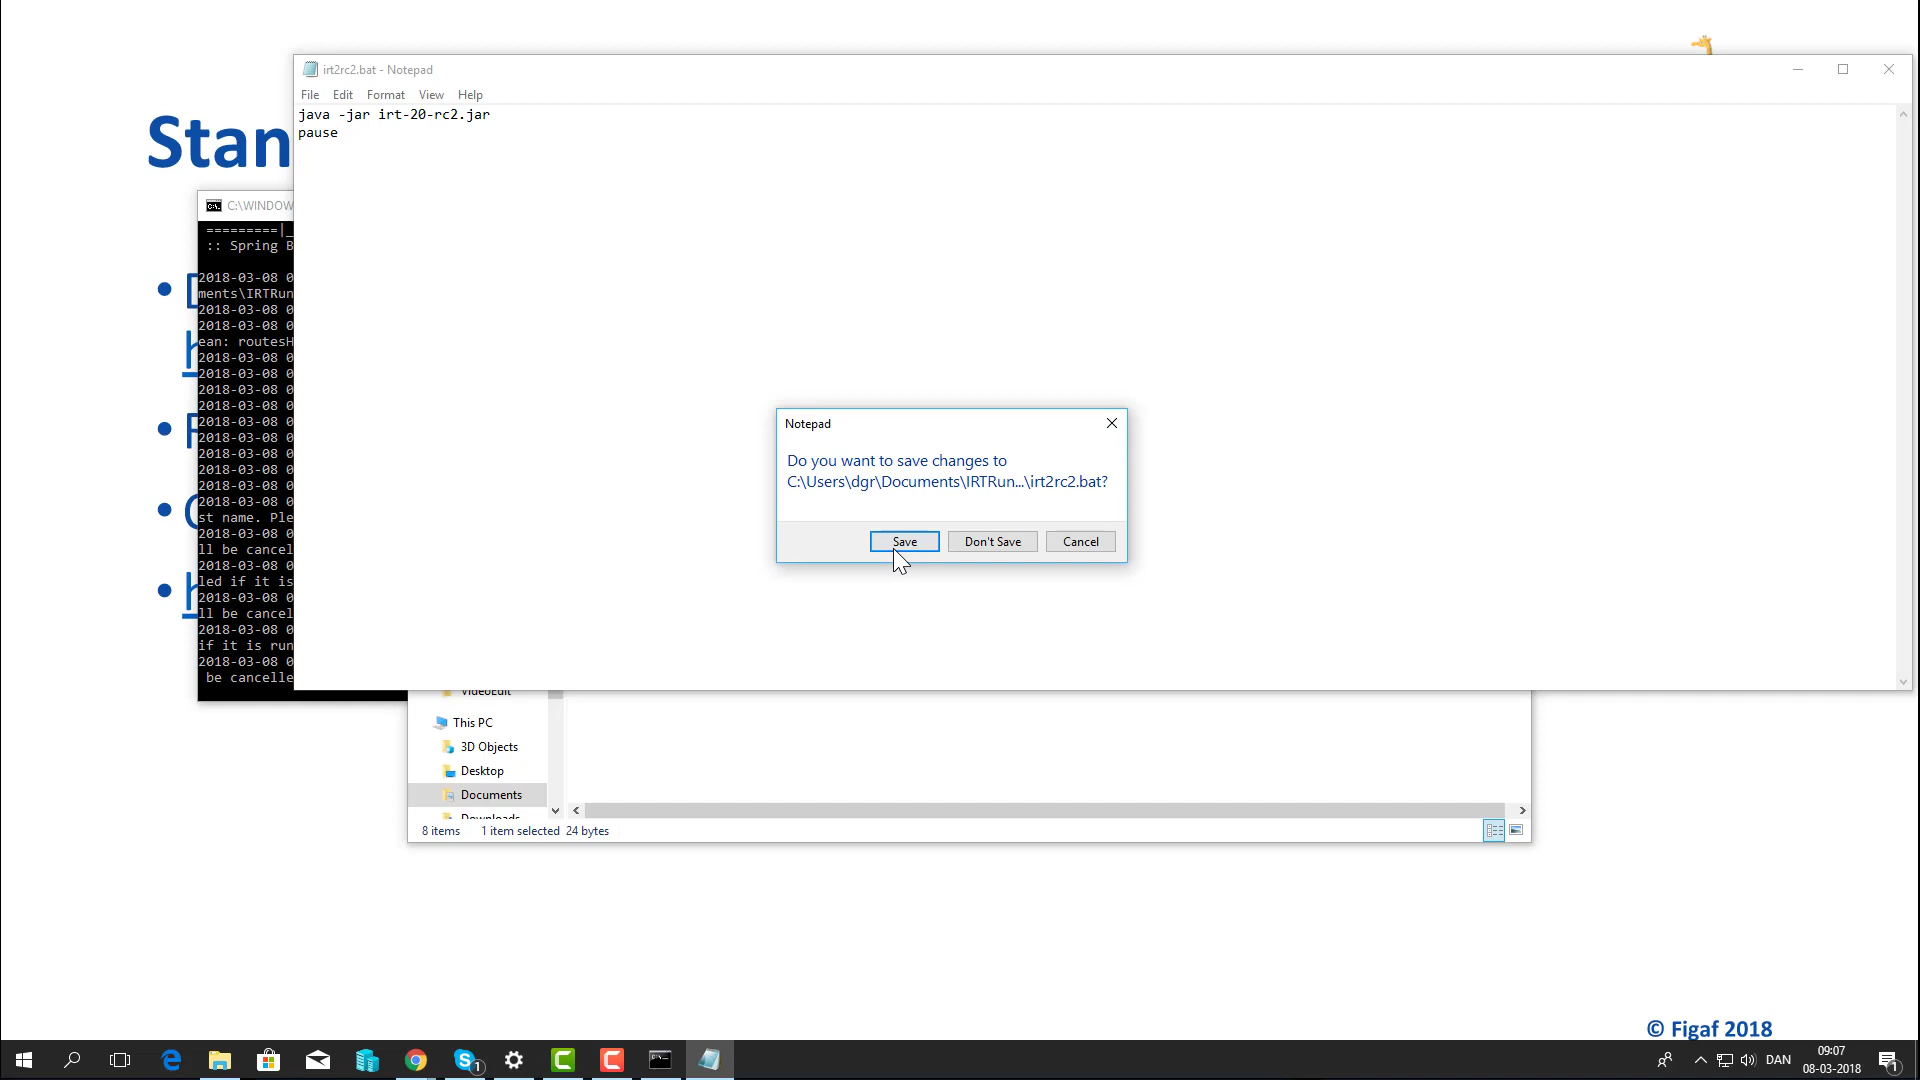 irt2rc2.bat - Notepad
File Edit Format View Help
java -jar irt-20-rc2.jar
pause
Stan
C:\WINDOW
=========|_
:: Spring B
2018-03-08 0
ments\IRTRun
2018-03-08 0
2018-03-08 0
ean: routesH
2018-03-08 0
2018-03-08 0
2018-03-08 0
2018-03-08 0
2018-03-08 0
2018-03-08 0
2018-03-08 0
2018-03-08 0
2018-03-08 0
2018-03-08 0
st name. Ple
2018-03-08 0
ll be cancel
2018-03-08 0
led if it is
2018-03-08 0
ll be cancel
2018-03-08 0
if it is run
2018-03-08 0
be cancelle
Notepad
Do you want to save changes to
C:\Users\dgr\Documents\IRTRun...\irt2rc2.bat?
Save Don't Save Cancel
VideoEdit
This PC
3D Objects
Desktop
Documents
Downloads
8 items 1 item selected 24 bytes
© Figaf 2018
DAN
09:07
08-03-2018